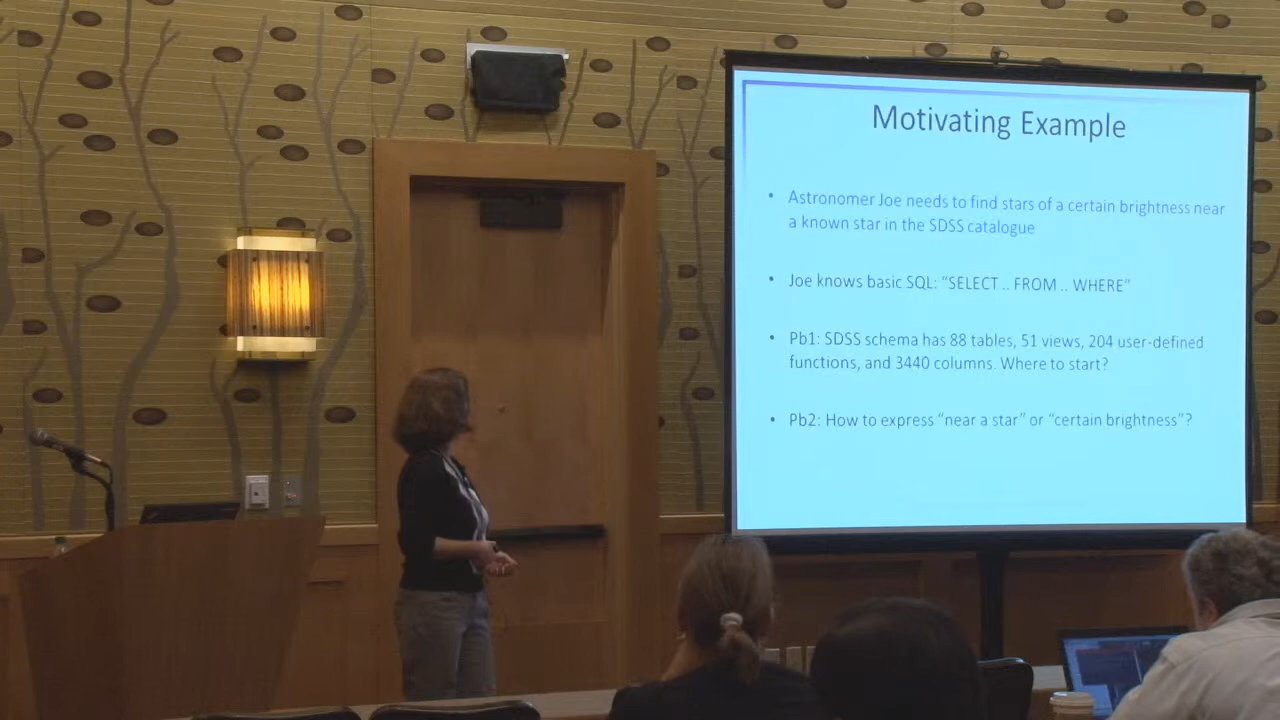 Motivating Example
• Astronomer Joe needs to find stars of a certain brightness near
a known star in the SDSS catalogue
• Joe knows basic SQL: “SELECT .. FROM .. WHERE”
• Pb1: SDSS schema has 88 tables, 51 views, 204 user-defined
functions, and 3440 columns. Where to start?
• Pb2: How to express “near a star” or “certain brightness”?